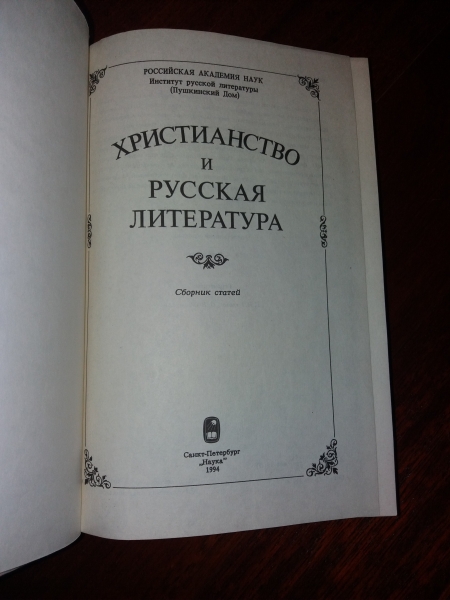 РОССИЙСКАЯ АКАДЕМИЯ НАУК
Институт русской литературы
(Пушкинский Дом)
ХРИСТИАНСТВО
И
РУССКАЯ
ЛИТЕРАТУРА
Сборник статей
Санкт-Петербург
„Наука”
1994